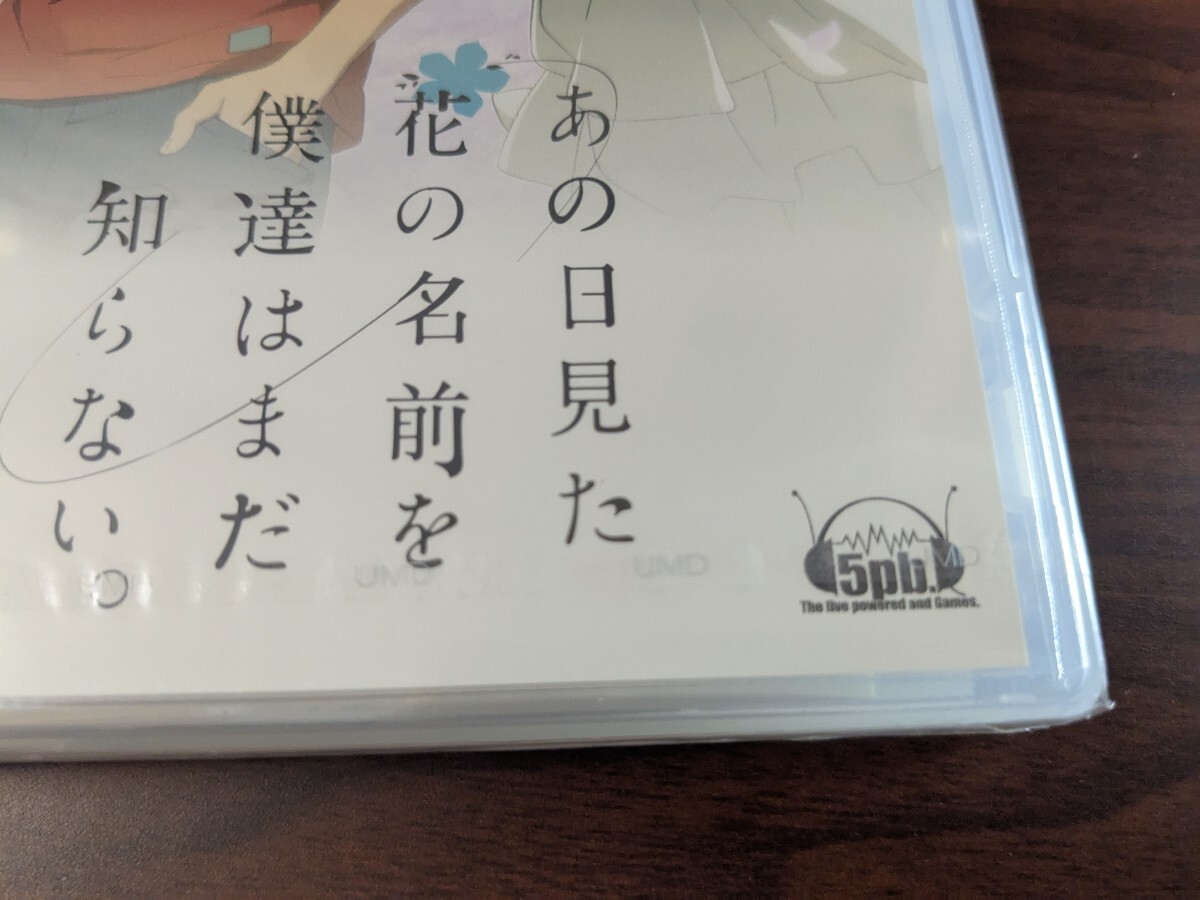 あの日見た
花の名前を
僕達はまだ
知らない。
UMD
UMD
5pb.
The live powered and Games.